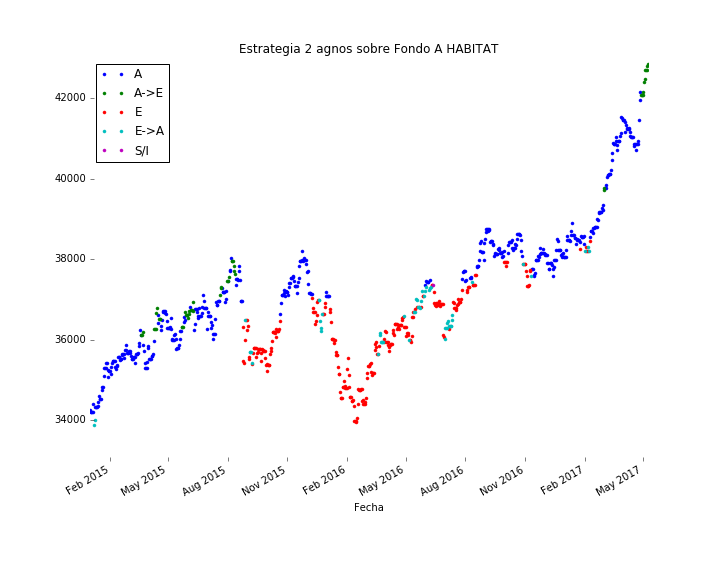 Estrategia 2 agnos sobre Fondo A HABITAT
A
A->E
E
E->A
S/I
42000
40000
38000
36000
34000
Feb 2015
May 2015
Aug 2015
Nov 2015
Feb 2016
May 2016
Aug 2016
Nov 2016
Feb 2017
May 2017
Fecha